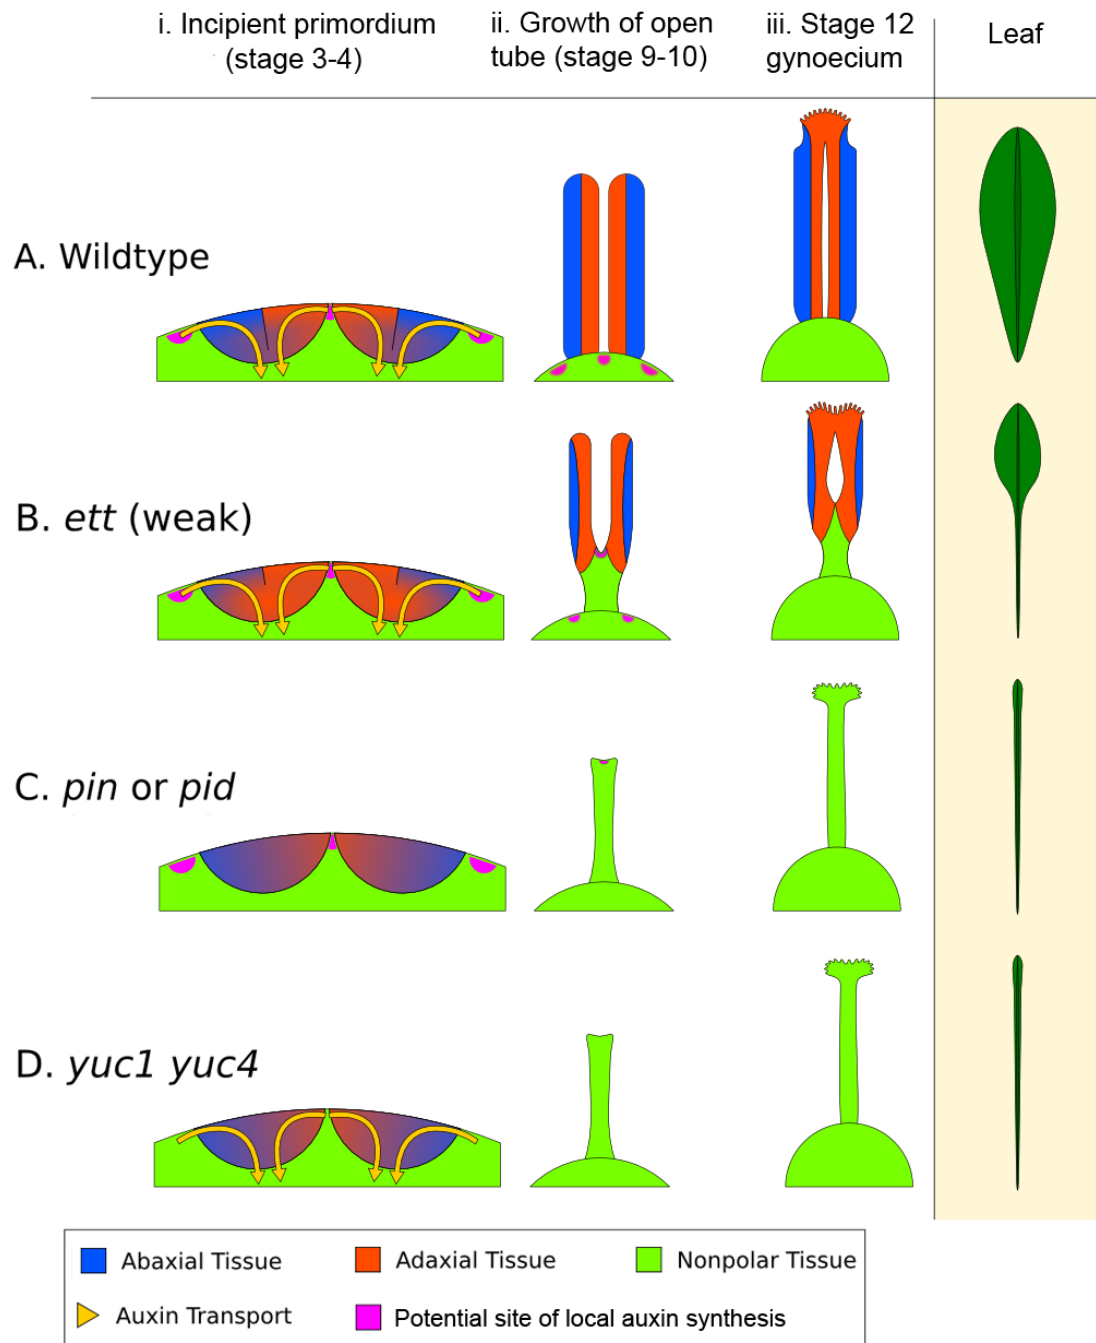 i. Incipient primordium
(stage 3-4)
ii. Growth of open
tube (stage 9-10)
iii. Stage 12
gynoecium
Leaf
A. Wildtype
B. ett (weak)
C. pin or pid
D. yuc1 yuc4
Abaxial Tissue
Adaxial Tissue
Nonpolar Tissue
Auxin Transport
Potential site of local auxin synthesis